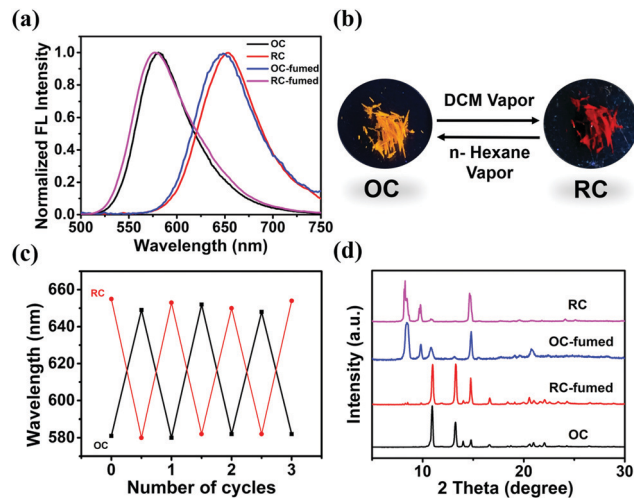 (a)
Normalized FL Intensity
1.0
0.8
0.6
0.4
0.2
0.0
OC
RC
OC-fumed
RC-fumed
500 550 600 650 700 750
Wavelength (nm)
(b)
DCM Vapor
n- Hexane
Vapor
OC
RC
(c)
Wavelength (nm)
660
640
620
600
580
RC
OC
0 1 2 3
Number of cycles
(d)
Intensity (a.u.)
RC
OC-fumed
RC-fumed
OC
10 20 30
2 Theta (degree)